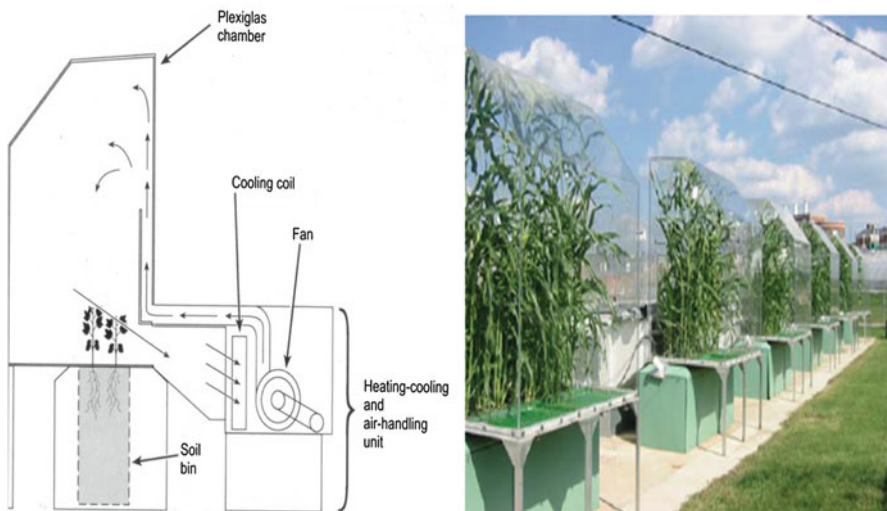 Plexiglas
chamber
Cooling coil
Fan
Heating-cooling
and
air-handling
unit
Soil
bin